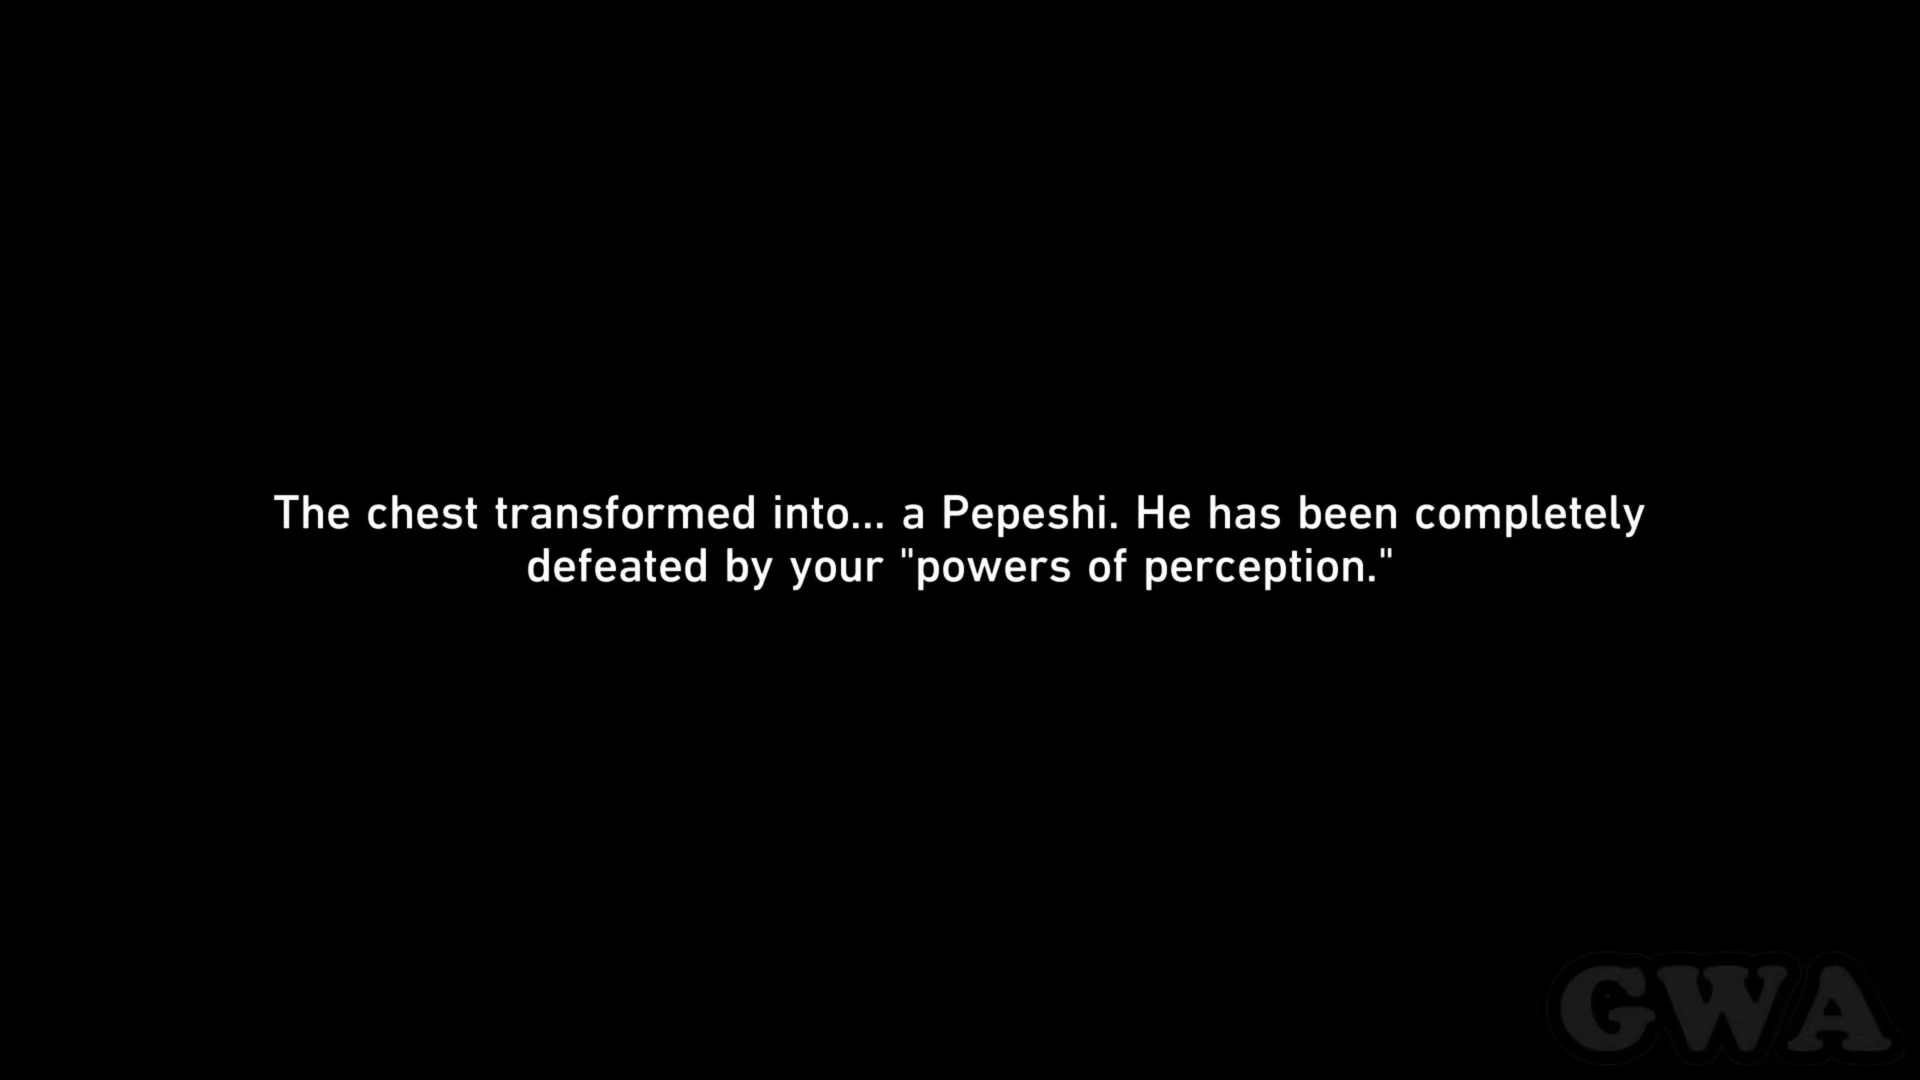 The chest transformed into... a Pepeshi. He has been completely
defeated by your "powers of perception."
GWA